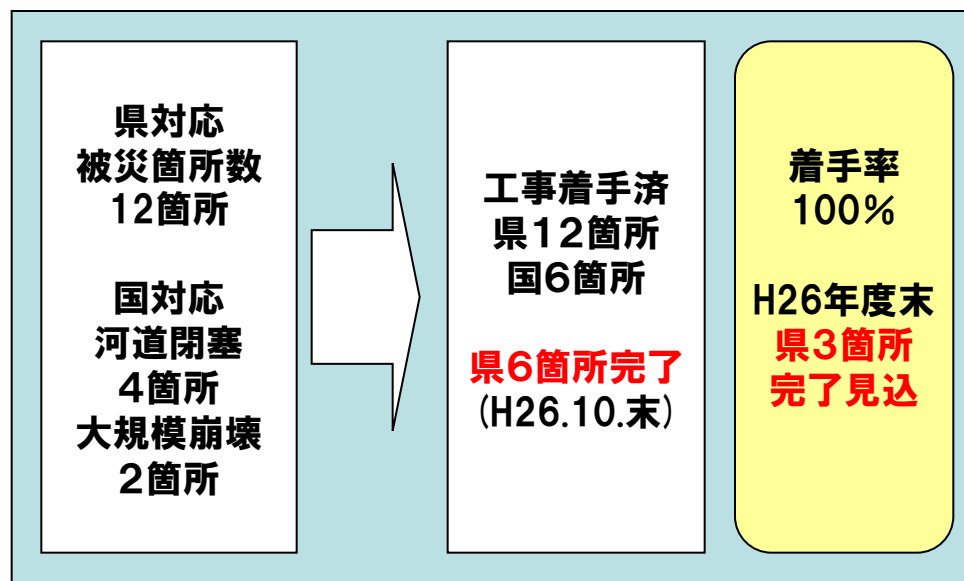 県対応
被災箇所数
12箇所
国対応
河道閉塞
4箇所
大規模崩壊
2箇所
工事着手済
県１２箇所
国6箇所
県6箇所完了
(H26.10.末)
着手率
100%
H26年度末
県3箇所
完了見込